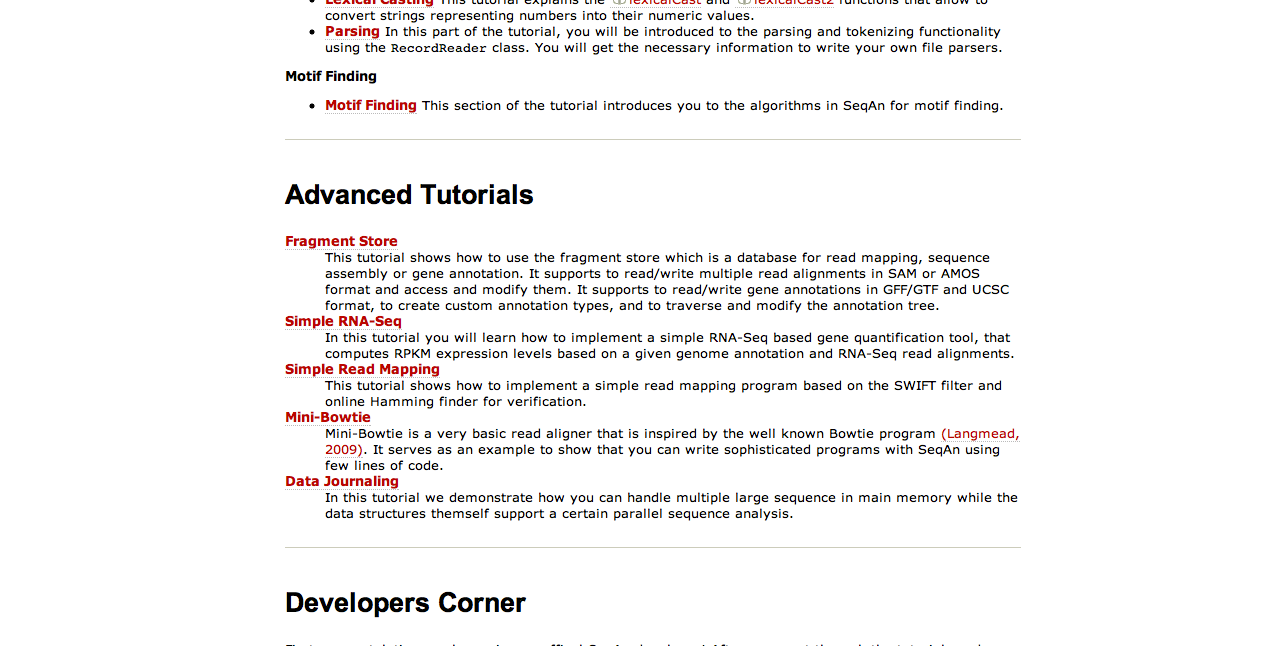 Lexical Casting This tutorial explains the lexicalCast and lexicalCast2 functions that allow to
convert strings representing numbers into their numeric values.
Parsing In this part of the tutorial, you will be introduced to the parsing and tokenizing functionality
using the RecordReader class. You will get the necessary information to write your own file parsers.
Motif Finding
Motif Finding This section of the tutorial introduces you to the algorithms in SeqAn for motif finding.
Advanced Tutorials
Fragment Store
This tutorial shows how to use the fragment store which is a database for read mapping, sequence
assembly or gene annotation. It supports to read/write multiple read alignments in SAM or AMOS
format and access and modify them. It supports to read/write gene annotations in GFF/GTF and UCSC
format, to create custom annotation types, and to traverse and modify the annotation tree.
Simple RNA-Seq
In this tutorial you will learn how to implement a simple RNA-Seq based gene quantification tool, that
computes RPKM expression levels based on a given genome annotation and RNA-Seq read alignments.
Simple Read Mapping
This tutorial shows how to implement a simple read mapping program based on the SWIFT filter and
online Hamming finder for verification.
Mini-Bowtie
Mini-Bowtie is a very basic read aligner that is inspired by the well known Bowtie program (Langmead,
2009). It serves as an example to show that you can write sophisticated programs with SeqAn using
few lines of code.
Data Journaling
In this tutorial we demonstrate how you can handle multiple large sequence in main memory while the
data structures themself support a certain parallel sequence analysis.
Developers Corner